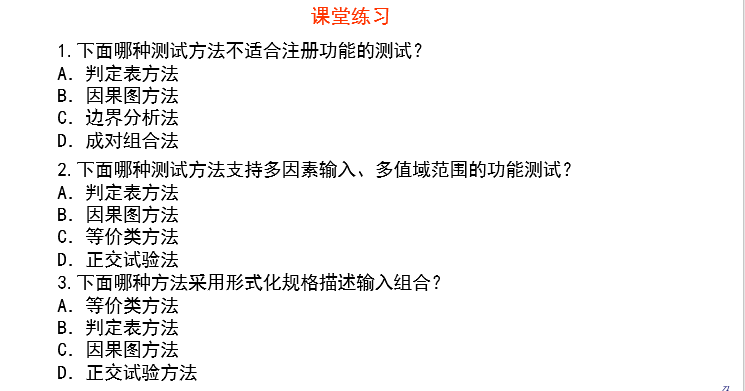 课堂练习
1.下面哪种测试方法不适合注册功能的测试？
A. 判定表方法
B. 因果图方法
C. 边界分析法
D. 成对组合法
2.下面哪种测试方法支持多因素输入、多值域范围的功能测试？
A. 判定表方法
B. 因果图方法
C. 等价类方法
D. 正交试验法
3.下面哪种方法采用形式化规格描述输入组合？
A. 等价类方法
B. 判定表方法
C. 因果图方法
D. 正交试验方法
71